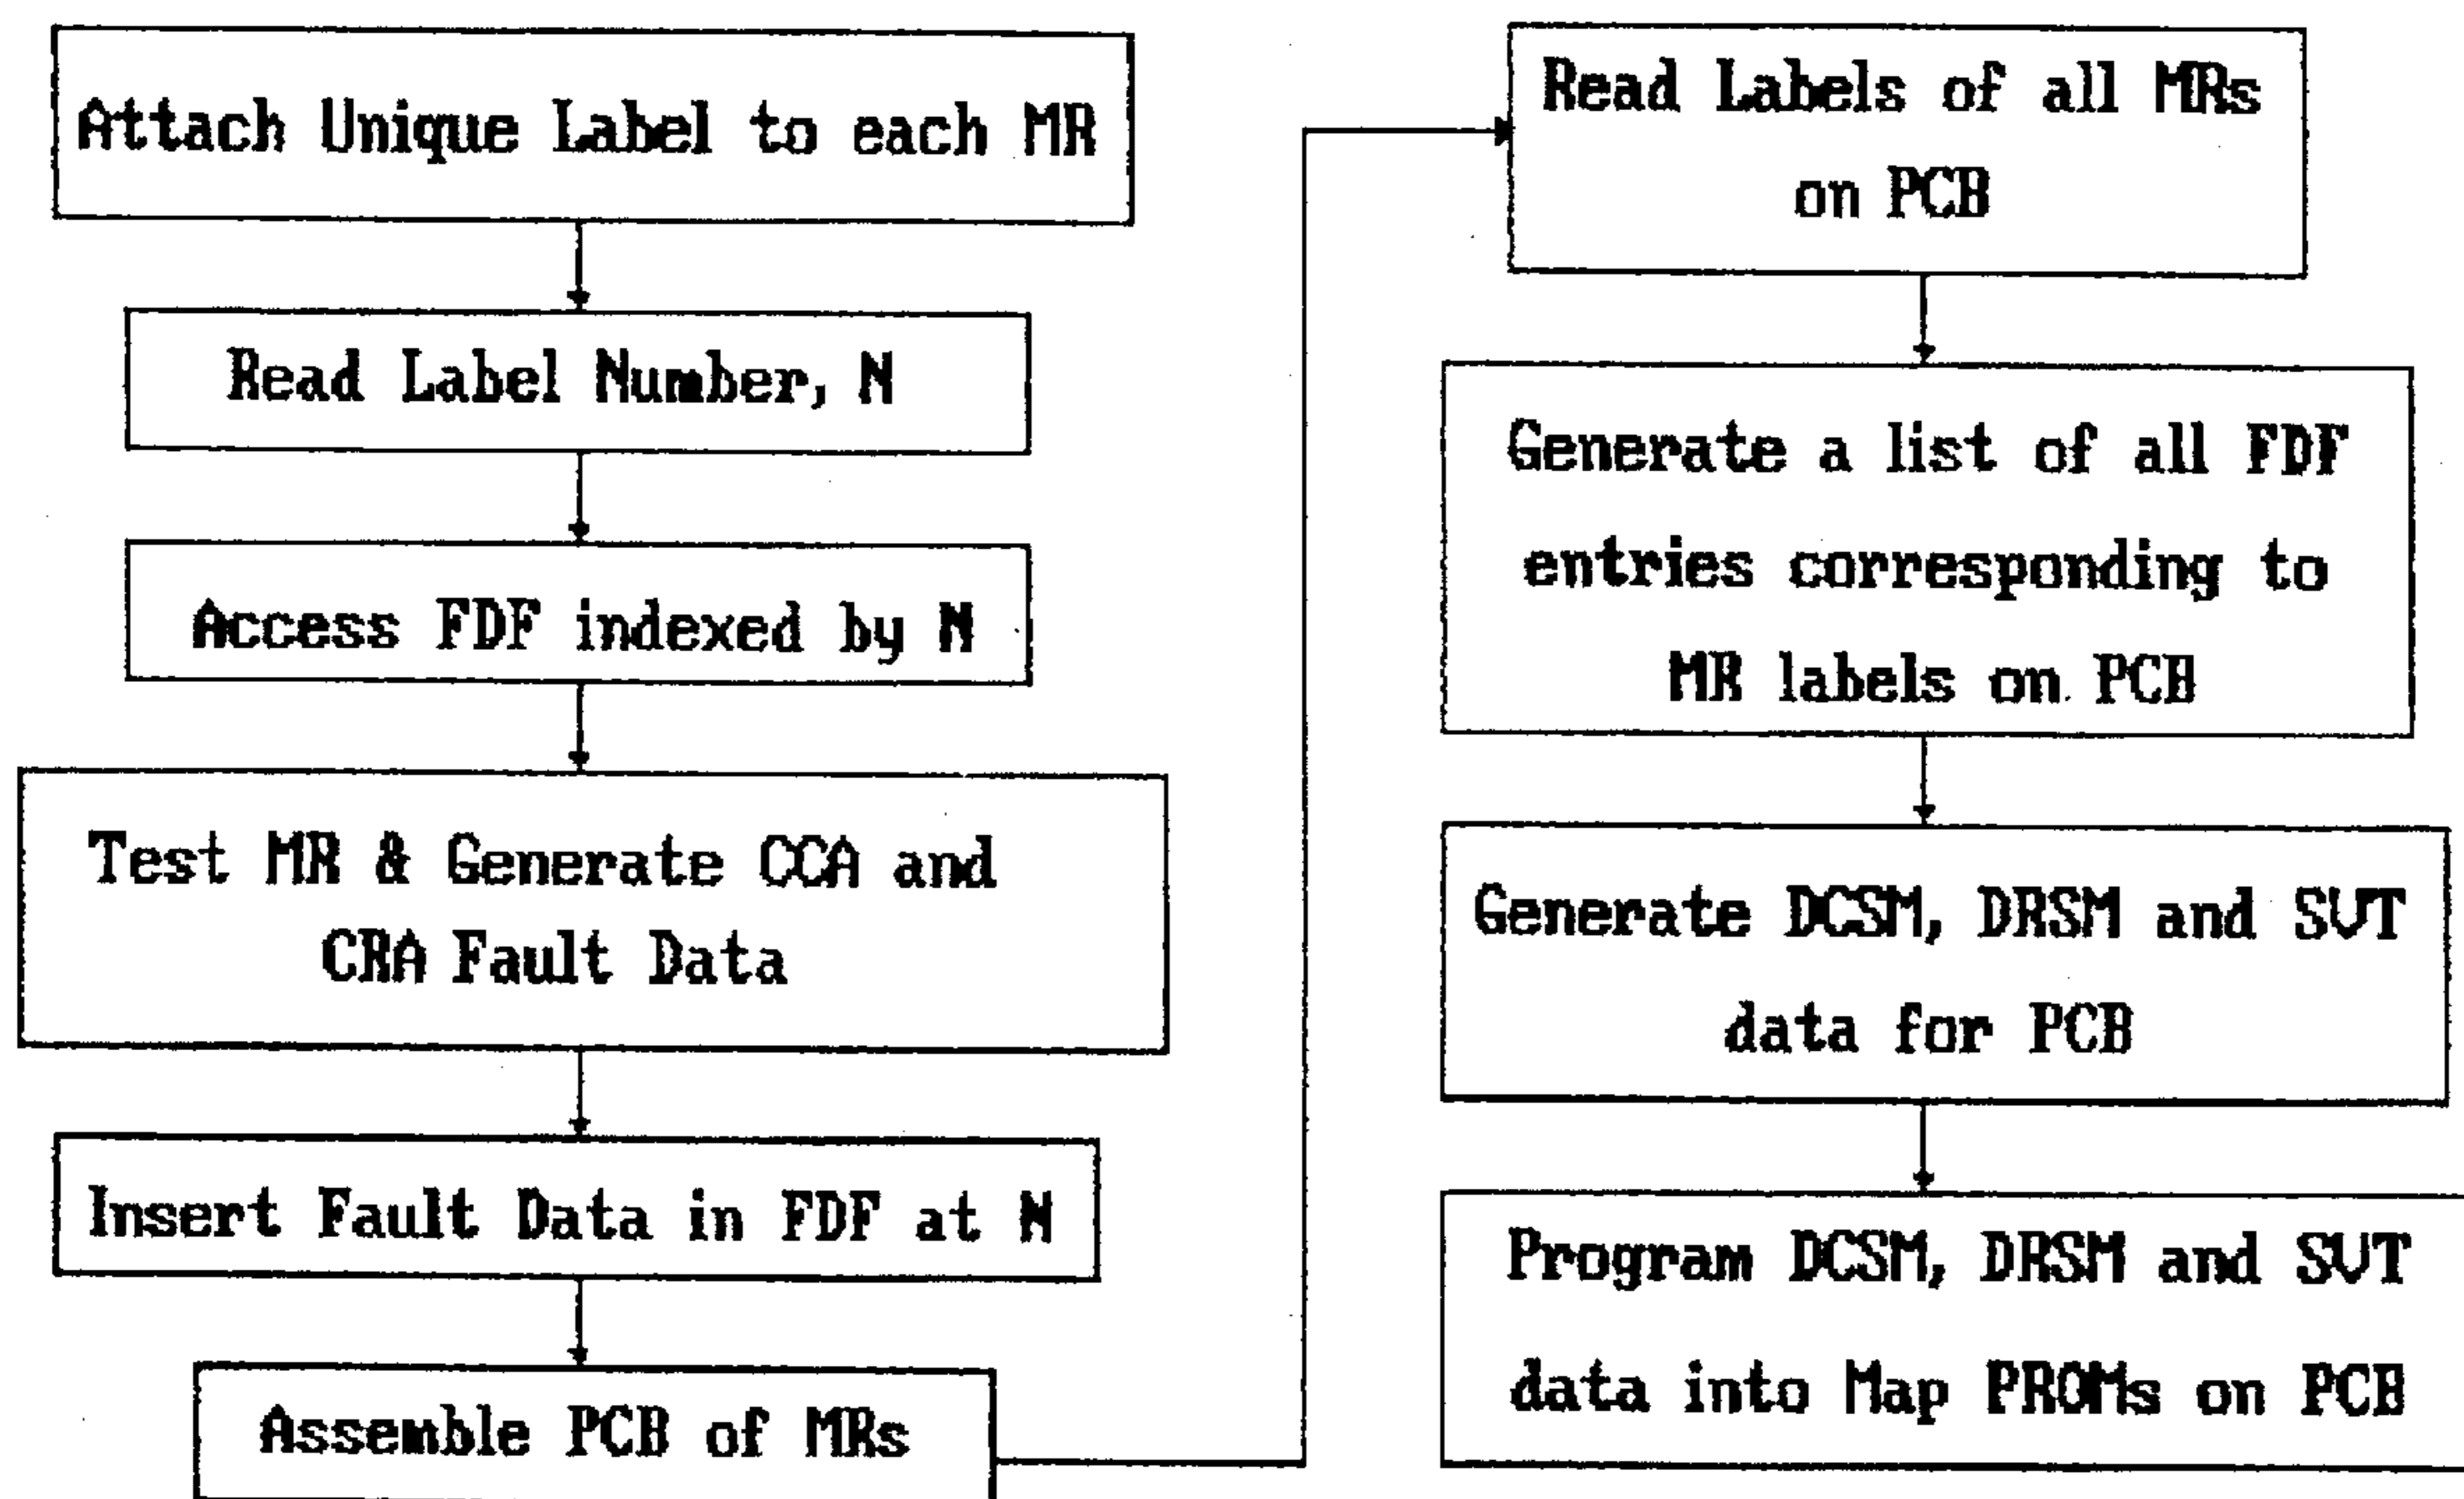 Attach Unique Label to each MR
Read Label Number, N
Access FDF indexed by N
Test MR & Generate CCA and
CRA Fault Data
Insert Fault Data in FDF at N
Assemble PCB of MRs
Read Labels of all MRs
on PCB
Generate a list of all FDF
entries corresponding to
MR labels on PCB
Generate DCSM, DRSM and SVT
data for PCB
Program DCSM, DRSM and SVT
data into Map PROMs on PCB